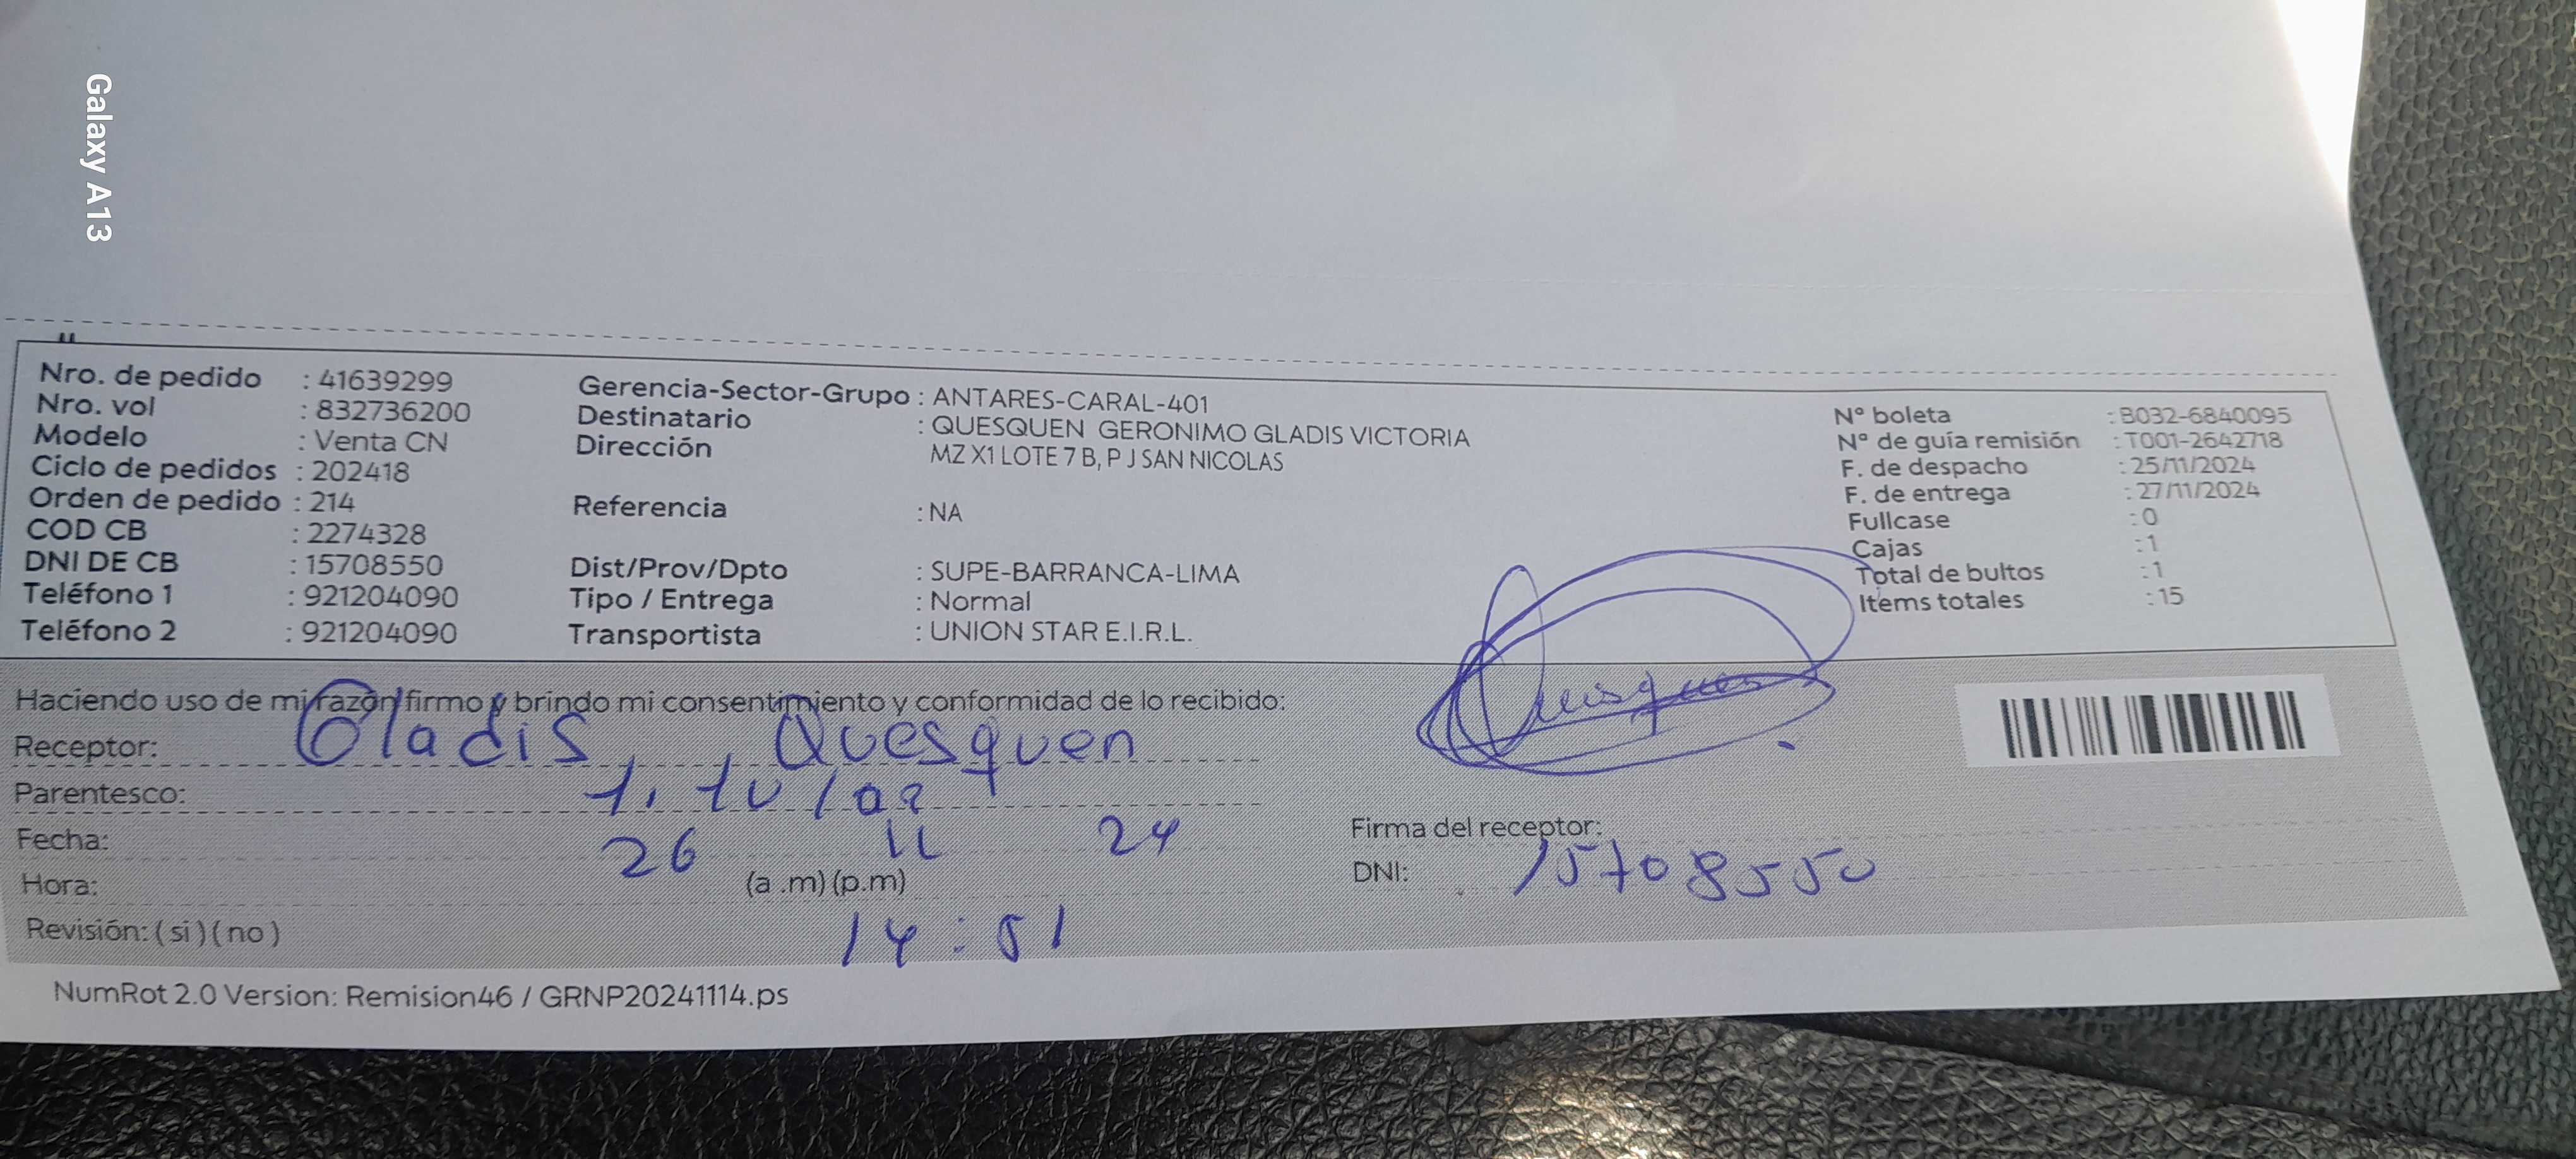 Galaxy A13
Nro. de pedido : 41639299
Nro. vol : 832736200
Modelo : Venta CN
Ciclo de pedidos : 202418
Orden de pedido : 214
COD CB : 2274328
DNI DE CB : 15708550
Teléfono 1 : 921204090
Teléfono 2 : 921204090
Gerencia-Sector-Grupo : ANTARES-CARAL-401
Destinatario : QUESQUEN GERONIMO GLADIS VICTORIA
Dirección MZ X1 LOTE 7 B, P J SAN NICOLAS
Referencia : NA
Dist/Prov/Dpto : SUPE-BARRANCA-LIMA
Tipo / Entrega : Normal
Transportista : UNION STAR E.I.R.L.
Nº boleta : B032-6840095
Nº de guía remisión : T001-2642718
F. de despacho : 25/11/2024
F. de entrega : 27/11/2024
Fullcase : 0
Cajas : 1
Total de bultos : 1
Items totales : 15
Haciendo uso de mi razón firmo y brindo mi consentimiento y conformidad de lo recibido:
Receptor: Gladis Quesquen
Parentesco: Titular
Fecha: 26 11 24
Hora: (a .m) (p.m)
14:51
Revisión: ( si ) ( no )
Quesquen
Firma del receptor:
DNI: 15708550
NumRot 2.0 Version: Remision46 / GRNP20241114.ps